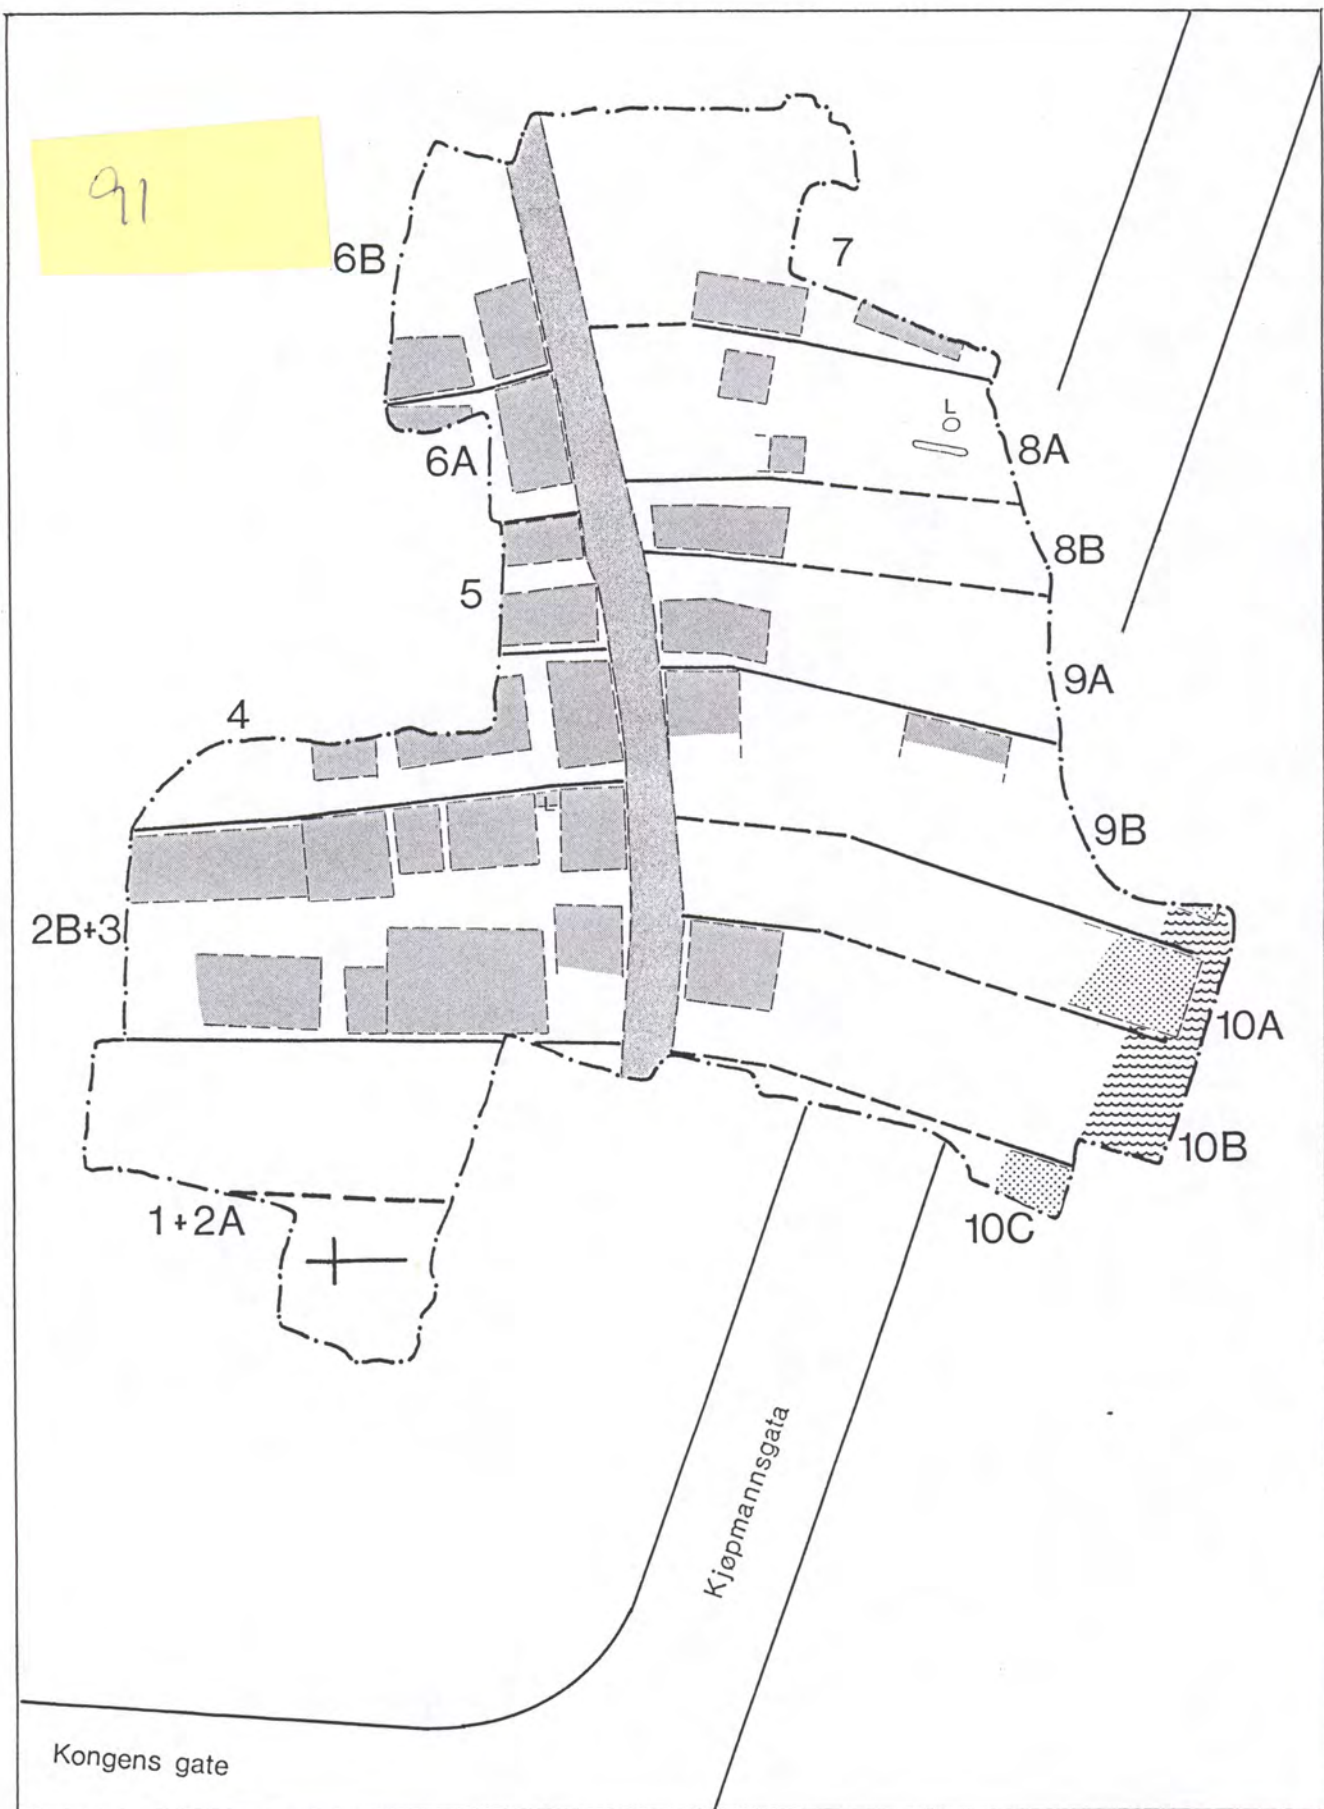 91
6B
7
6A
L
8A
8B
5
9A
4
L
9B
2B+3
10A
10B
1+2A
10C
Kjøpmannsgata
Kongens gate